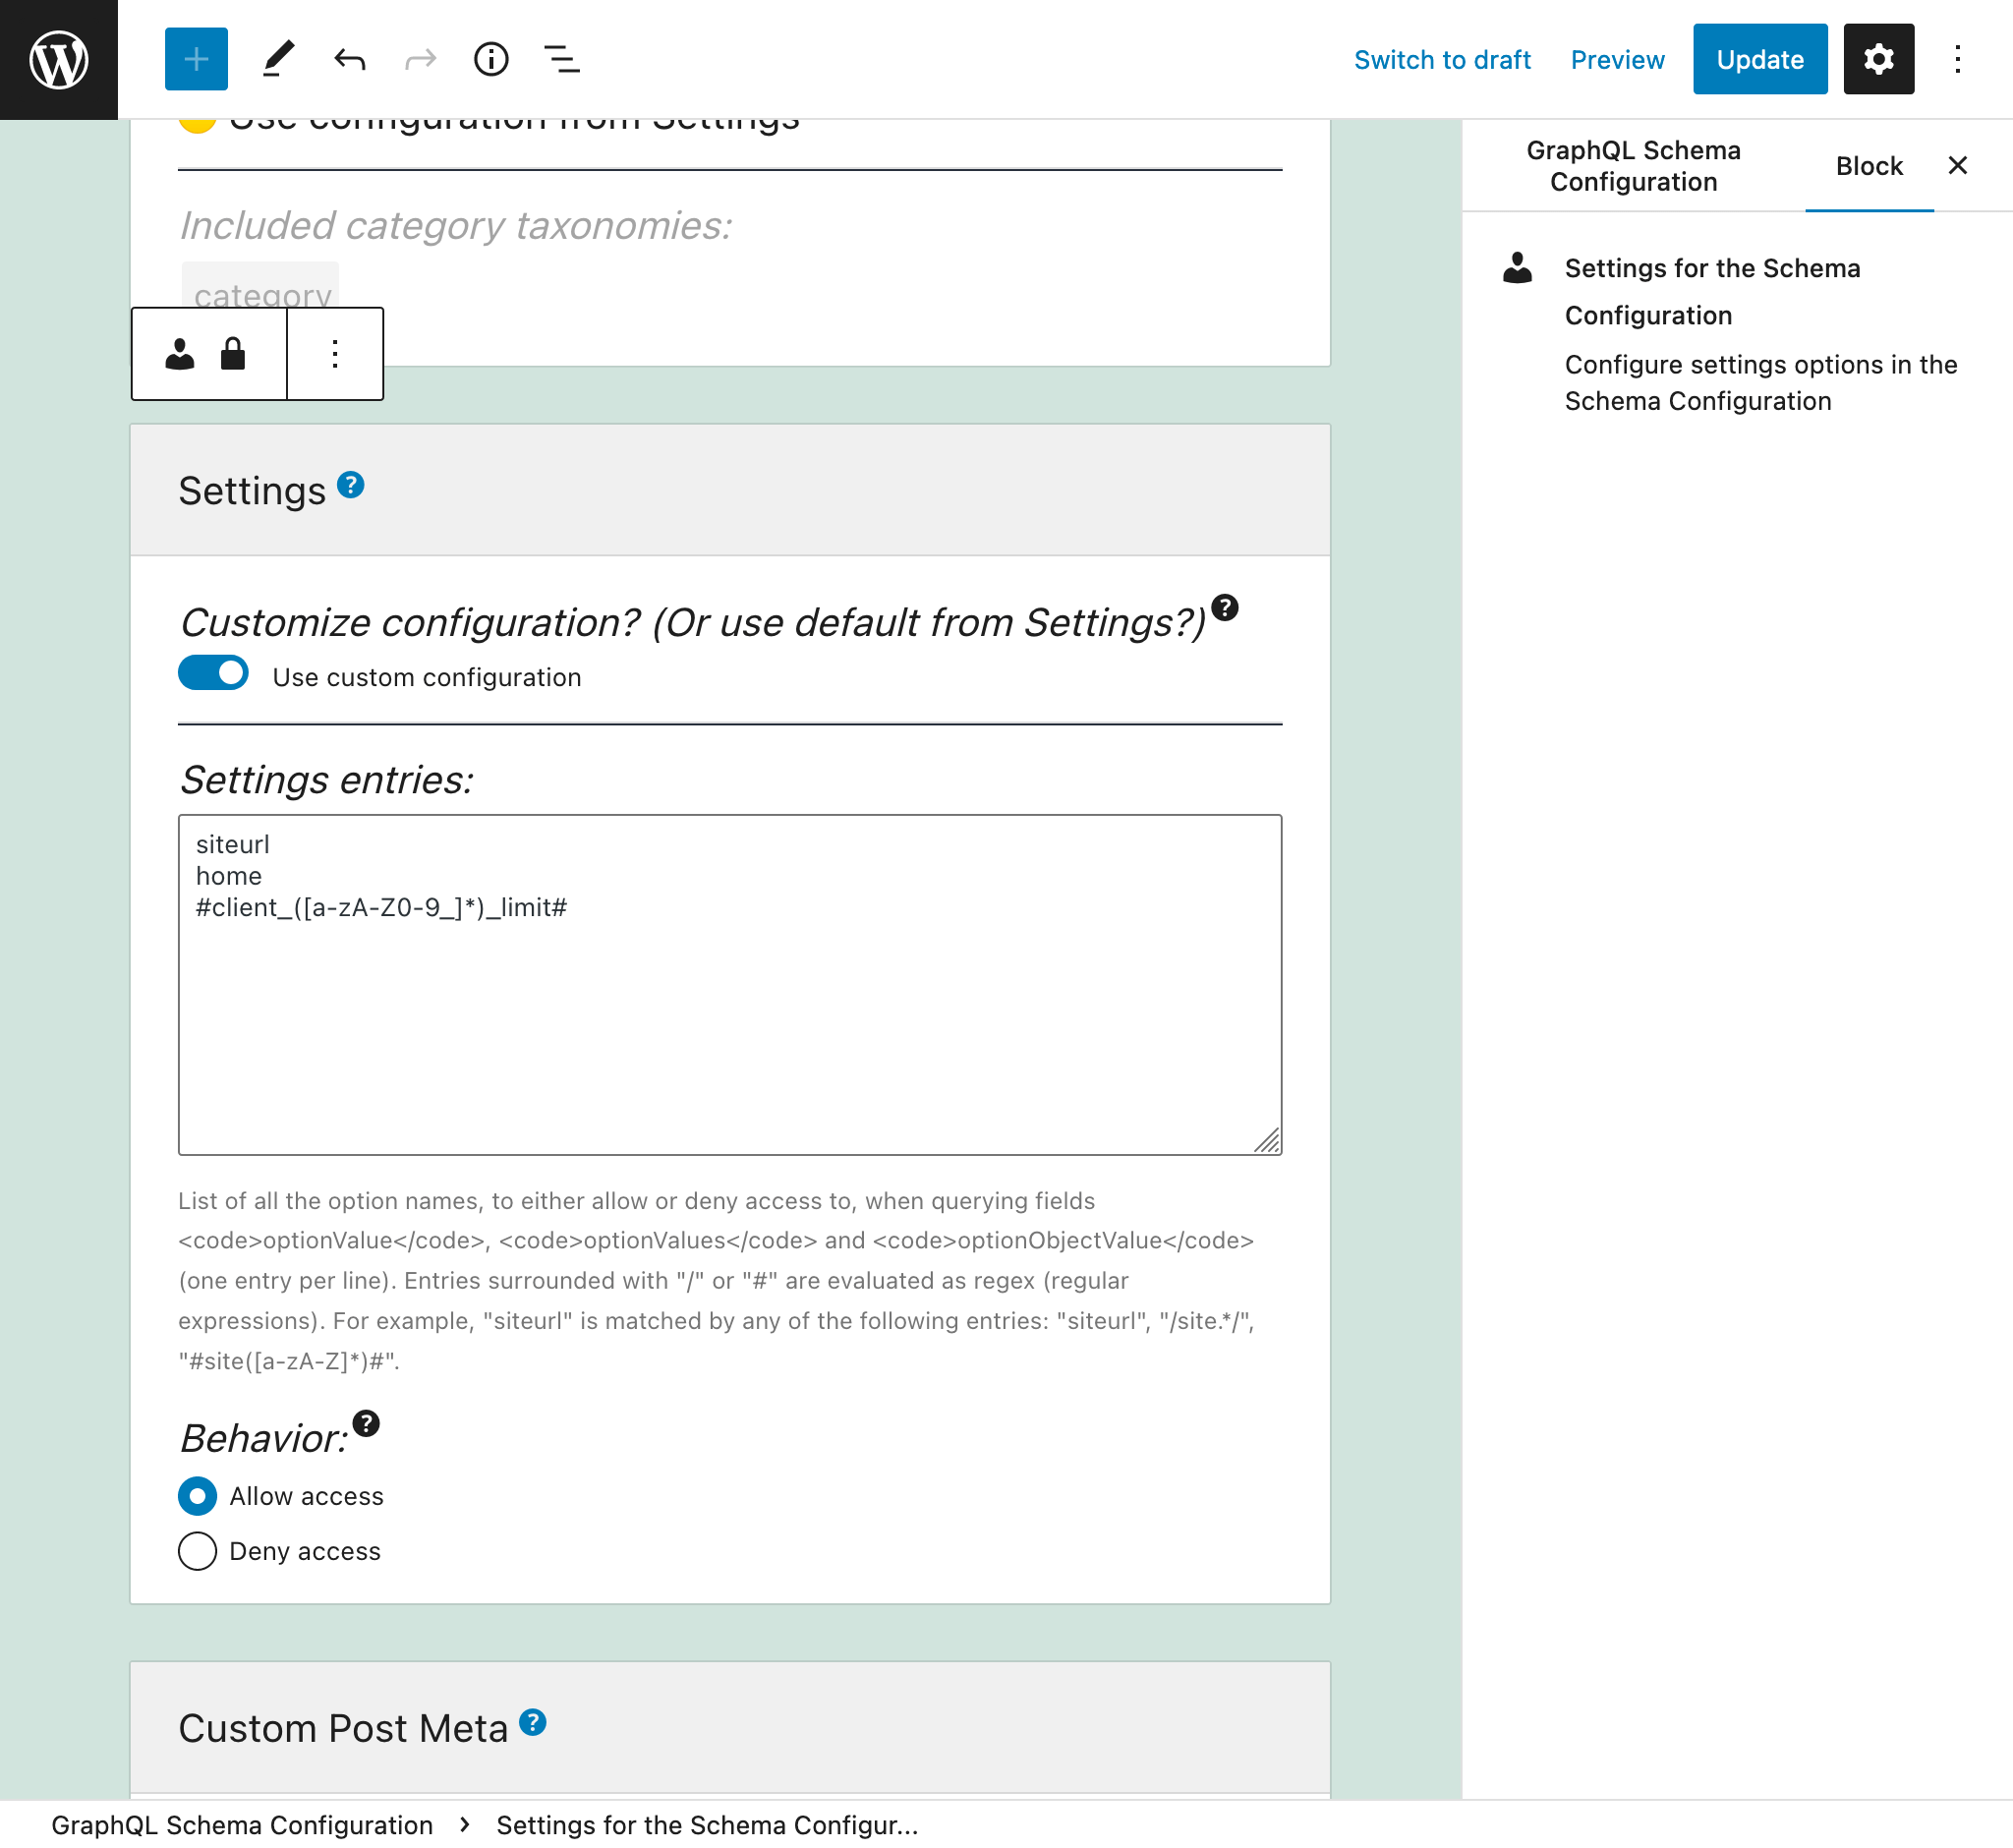 Switch to draft
Preview
Update
Use configuration from Settings
Included category taxonomies:
category
GraphQL Schema
Configuration
Block
Settings for the Schema
Configuration
Configure settings options in the
Schema Configuration
Settings ?
Customize configuration? (Or use default from Settings?) ?
Use custom configuration
Settings entries:
siteurl
home
#client_([a-zA-Z0-9_]*)_limit#
List of all the option names, to either allow or deny access to, when querying fields
<code>optionValue</code>, <code>optionValues</code> and <code>optionObjectValue</code>
(one entry per line). Entries surrounded with "/" or "#" are evaluated as regex (regular
expressions). For example, "siteurl" is matched by any of the following entries: "siteurl", "/site.*/",
"#site([a-zA-Z]*)#".
Behavior: ?
Allow access
Deny access
Custom Post Meta ?
GraphQL Schema Configuration › Settings for the Schema Configur...